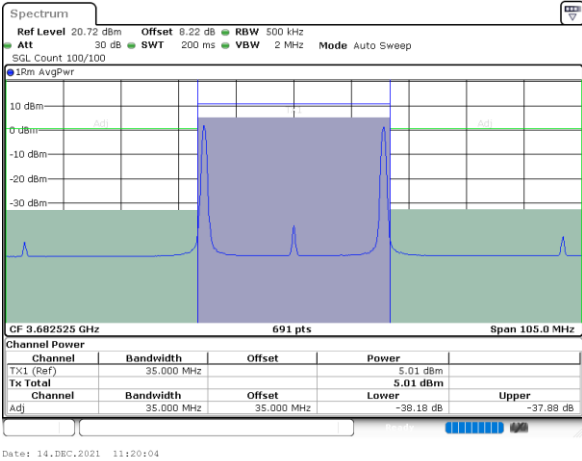 Spectrum
Ref Level 20.72 dBm Offset 8.22 dB RBW 500 kHz
Att 30 dB SWT 200 ms VBW 2 MHz Mode Auto Sweep
SGL Count 100/100
1Rm AvgPwr
10 dBm
Adj TX1 Adj
0 dBm
-10 dBm
-20 dBm
-30 dBm
CF 3.682525 GHz 691 pts Span 105.0 MHz
Channel Power
Channel Bandwidth Offset Power
TX1 (Ref) 35.000 MHz 5.01 dBm
Tx Total 5.01 dBm
Channel Bandwidth Offset Lower Upper
Adj 35.000 MHz 35.000 MHz -38.18 dB -37.88 dB
Ready
Date: 14.DEC.2021 11:20:04